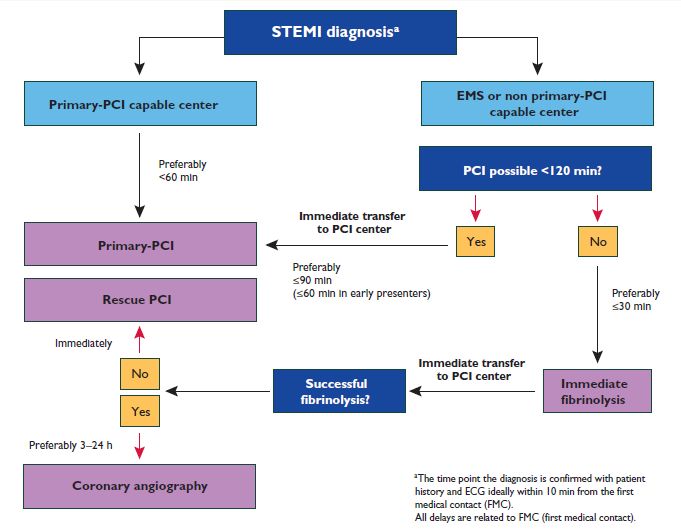 STEMI diagnosisᵃ
Primary-PCI capable center
EMS or non primary-PCI
capable center
Preferably
<60 min
PCI possible <120 min?
Immediate transfer
to PCI center
Yes
No
Primary-PCI
Preferably
≤90 min
(≤60 min in early presenters)
Rescue PCI
Preferably
≤30 min
Immediately
No
Yes
Successful
fibrinolysis?
Immediate transfer
to PCI center
Immediate
fibrinolysis
Preferably 3–24 h
Coronary angiography
ᵃThe time point the diagnosis is confirmed with patient
history and ECG ideally within 10 min from the first
medical contact (FMC).
All delays are related to FMC (first medical contact).